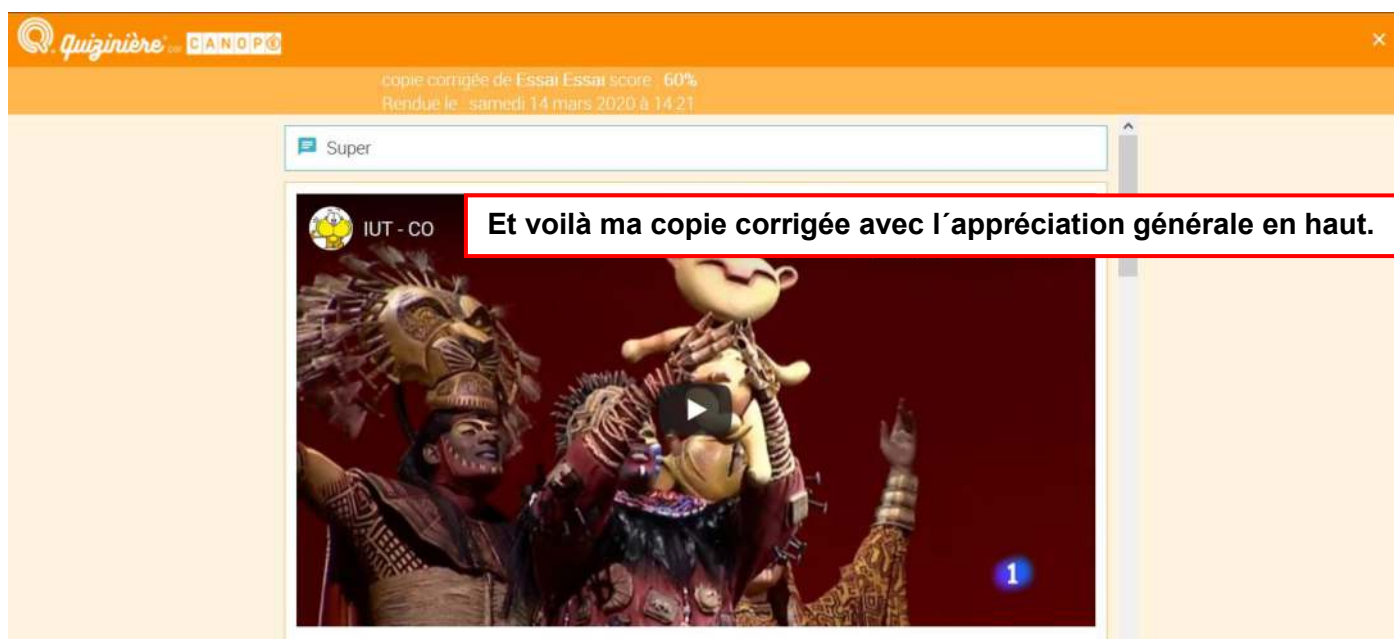 Quizinière par CANOPÉ
×
copie corrigée de Essai Essai score : 60%
Rendue le : samedi 14 mars 2020 à 14:21
Super
IUT - CO
Et voilà ma copie corrigée avec l´appréciation générale en haut.
1